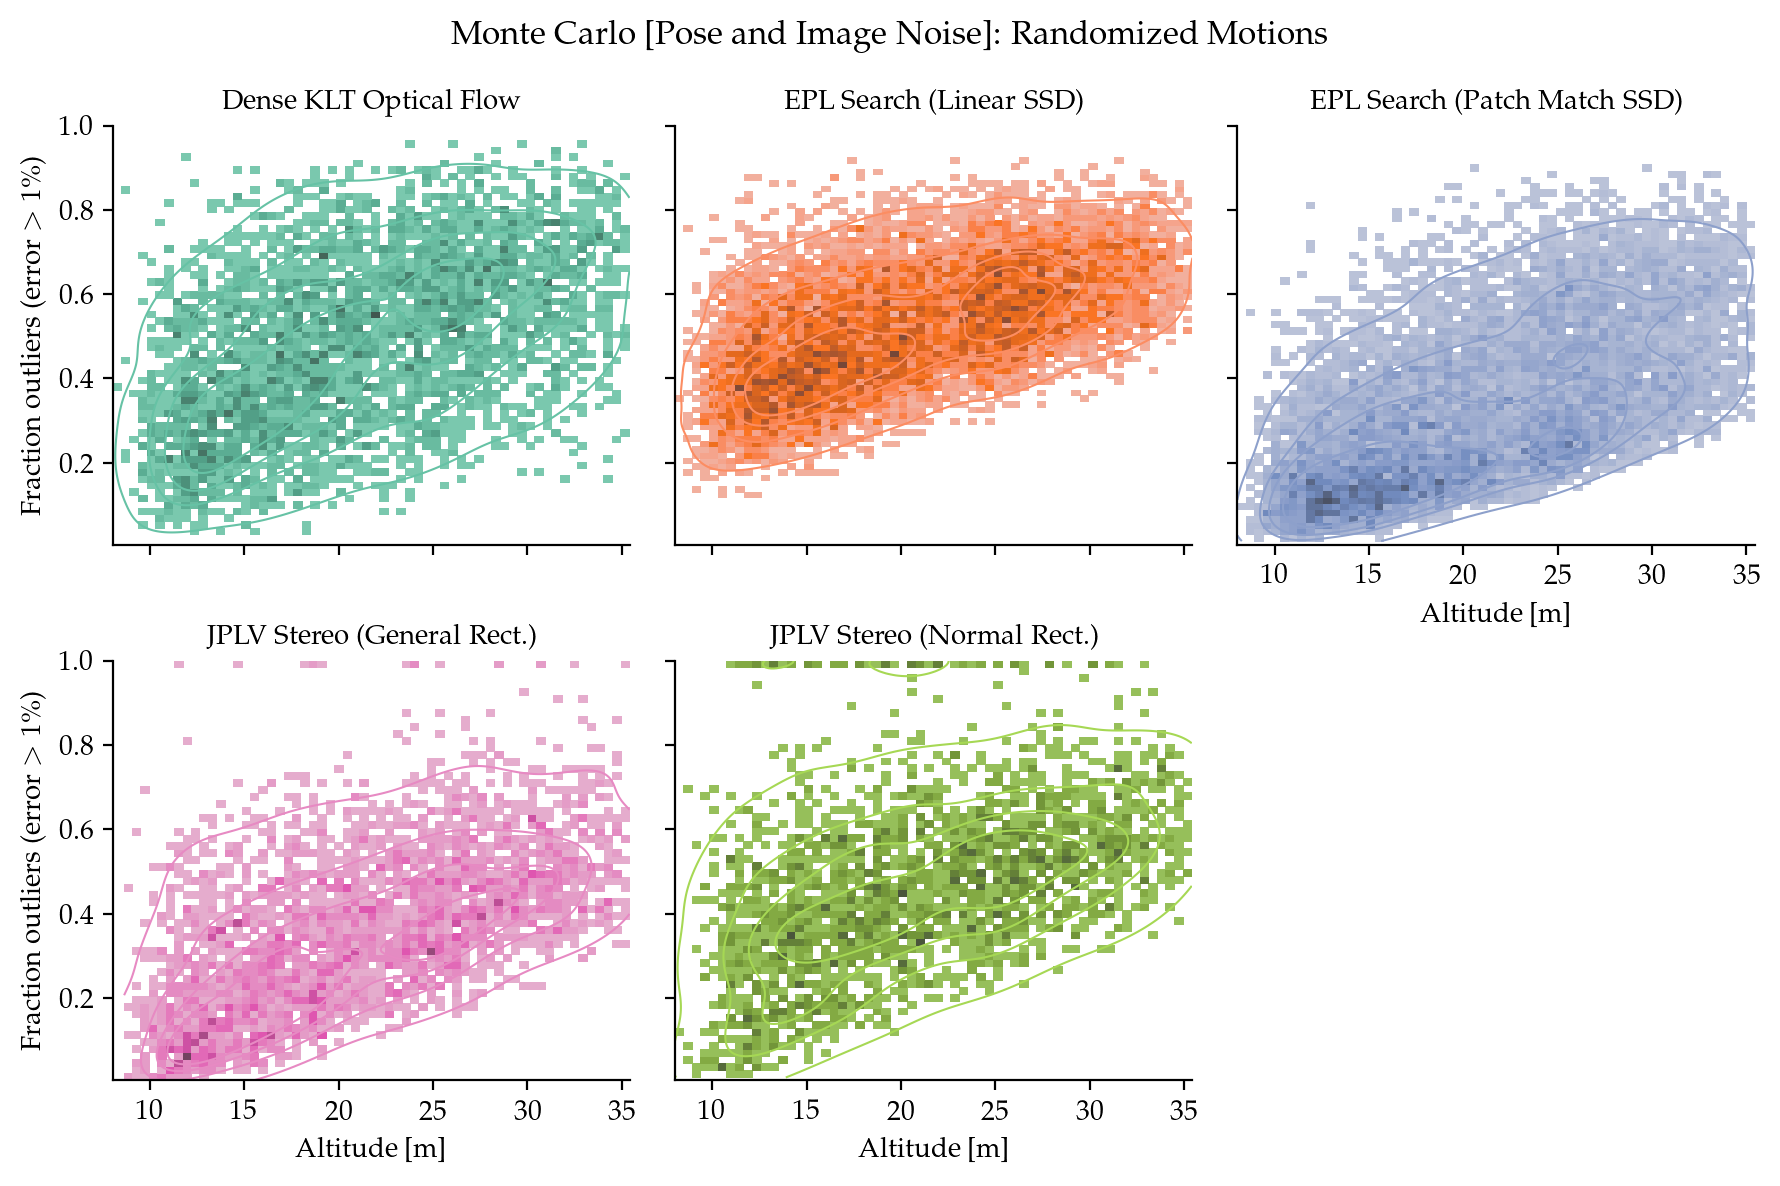 Monte Carlo [Pose and Image Noise]: Randomized Motions
Dense KLT Optical Flow
EPL Search (Linear SSD)
EPL Search (Patch Match SSD)
Fraction outliers (error > 1%)
1.0
0.8
0.6
0.4
0.2
10 15 20 25 30 35
Altitude [m]
JPLV Stereo (General Rect.)
JPLV Stereo (Normal Rect.)
Fraction outliers (error > 1%)
1.0
0.8
0.6
0.4
0.2
10 15 20 25 30 35
Altitude [m]
10 15 20 25 30 35
Altitude [m]